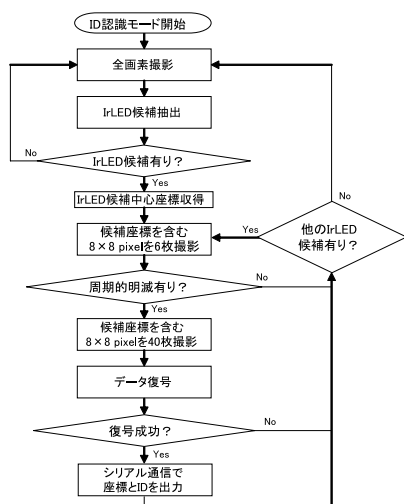 ID認識モード開始
全画素撮影
IrLED候補抽出
No
IrLED候補有り？
Yes
IrLED候補中心座標収得
No
候補座標を含む
8×8 pixelを6枚撮影
Yes
他のIrLED
候補有り？
周期的明滅有り？
No
Yes
候補座標を含む
8×8 pixelを40枚撮影
データ復号
復号成功？
No
Yes
シリアル通信で
座標とIDを出力